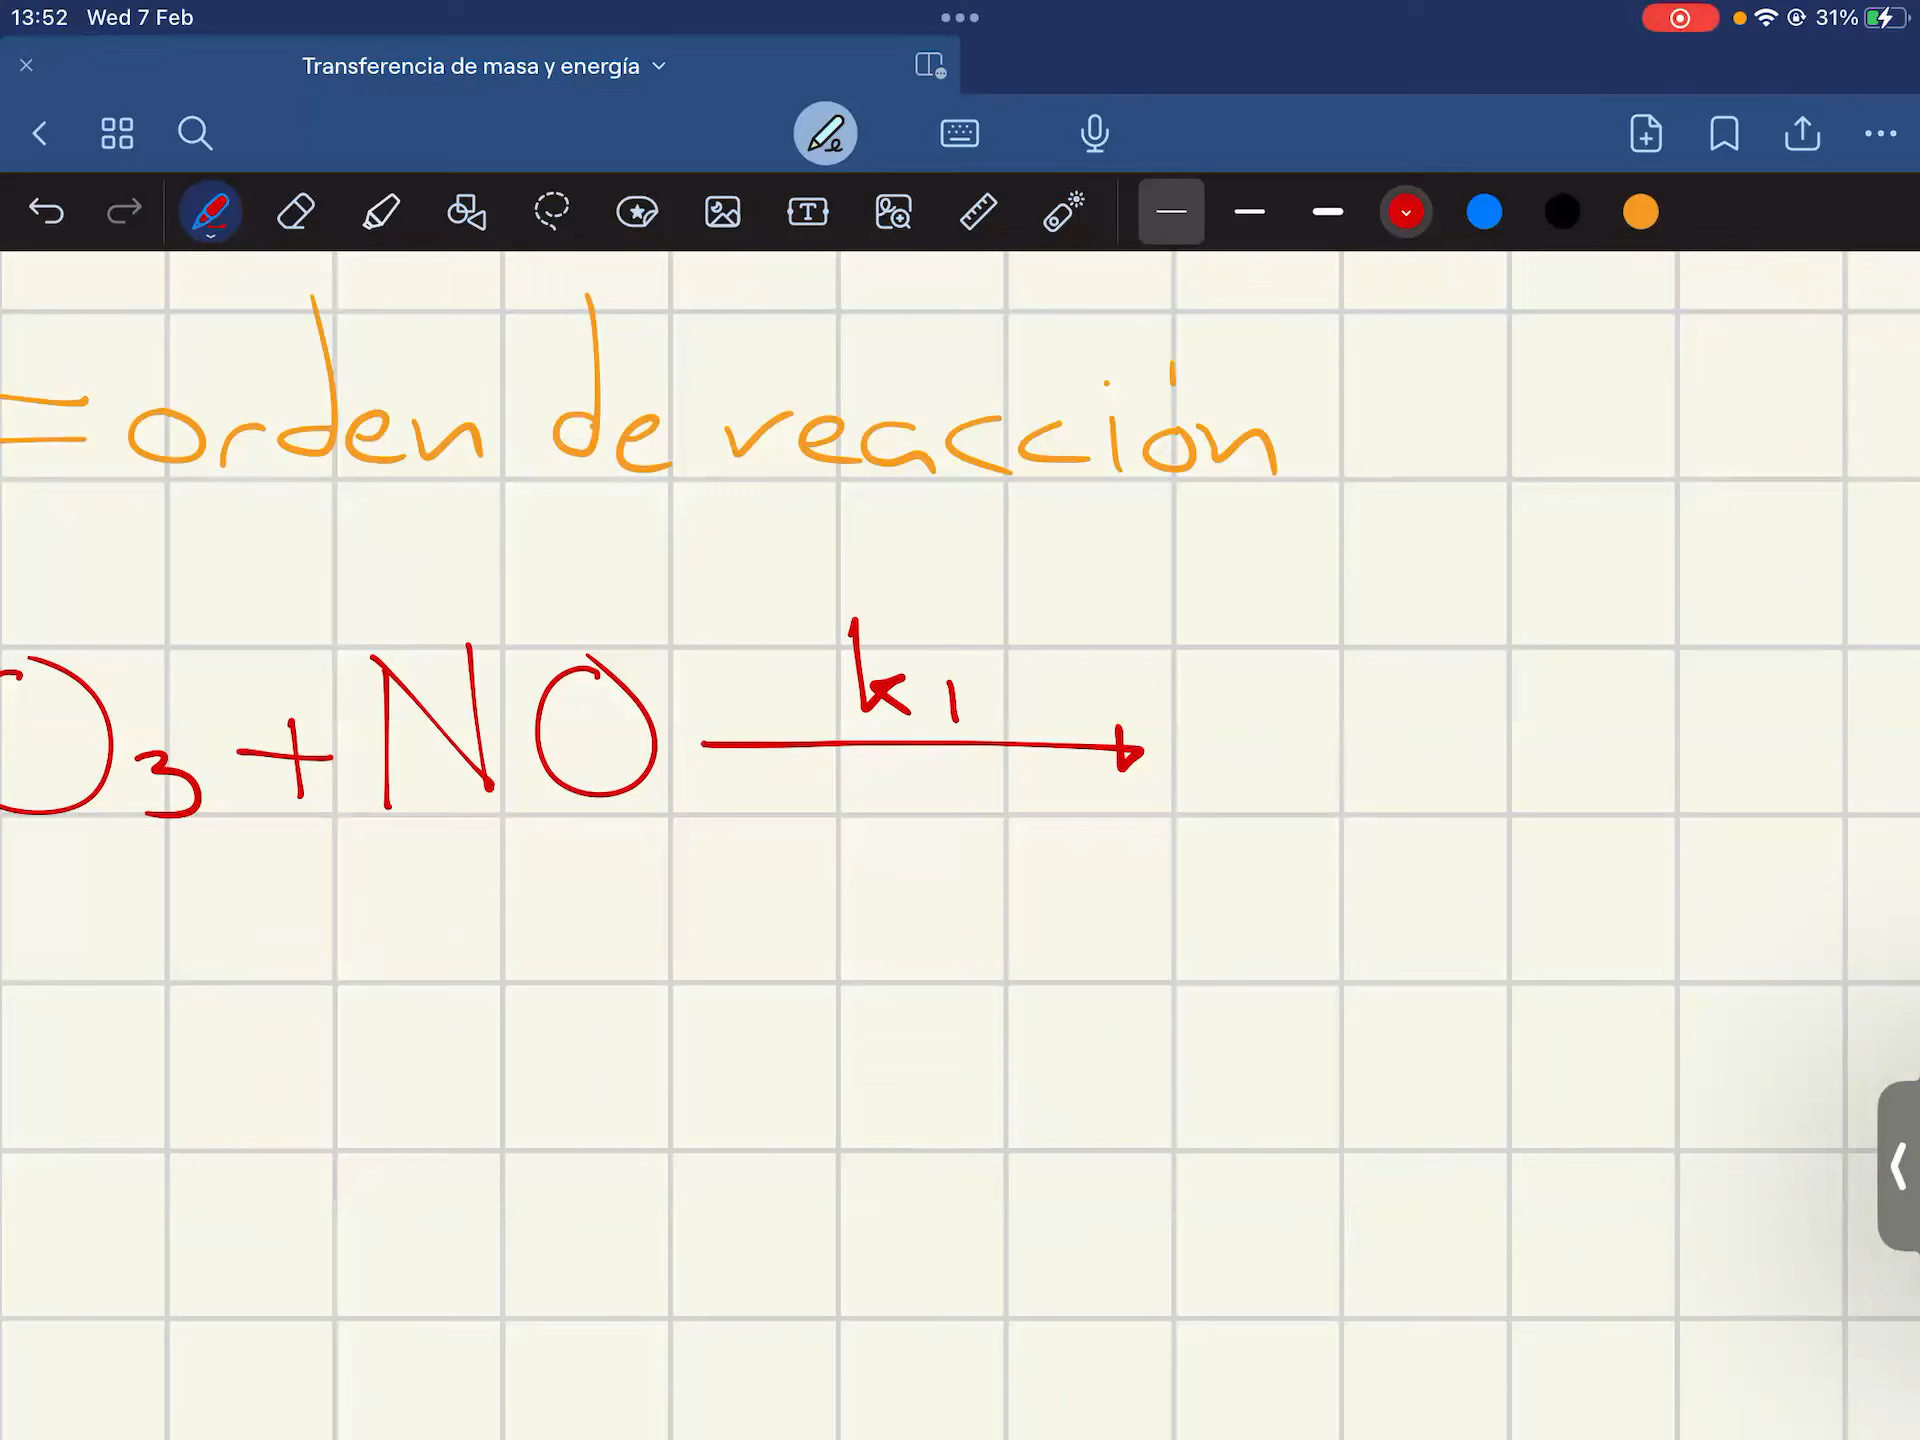 13:52 Wed 7 Feb 31%
Transferencia de masa y energía
T
= orden de reacción
O₃ + NO
k₁